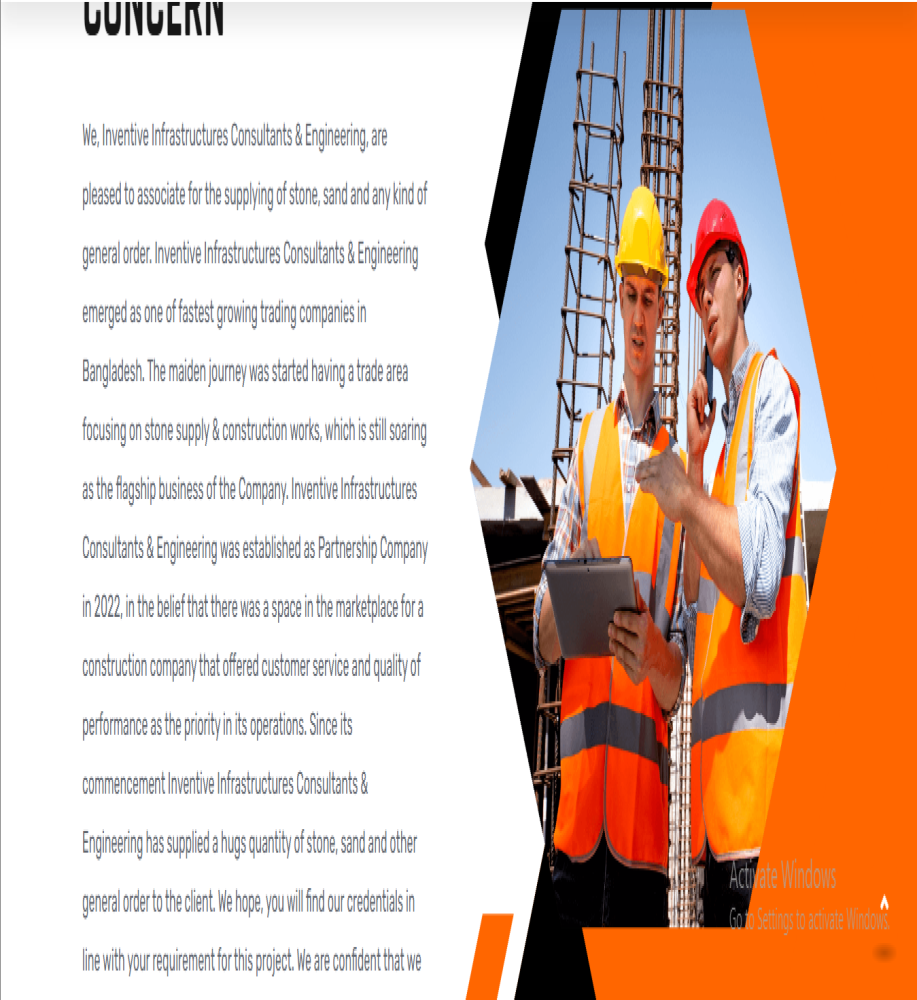 CONCERN
We, Inventive Infrastructures Consultants & Engineering, are
pleased to associate for the supplying of stone, sand and any kind of
general order. Inventive Infrastructures Consultants & Engineering
emerged as one of fastest growing trading companies in
Bangladesh. The maiden journey was started having a trade area
focusing on stone supply & construction works, which is still soaring
as the flagship business of the Company. Inventive Infrastructures
Consultants & Engineering was established as Partnership Company
in 2022, in the belief that there was a space in the marketplace for a
construction company that offered customer service and quality of
performance as the priority in its operations. Since its
commencement Inventive Infrastructures Consultants &
Engineering has supplied a hugs quantity of stone, sand and other
general order to the client. We hope, you will find our credentials in
line with your requirement for this project. We are confident that we
Activate Windows
Go to Settings to activate Windows.